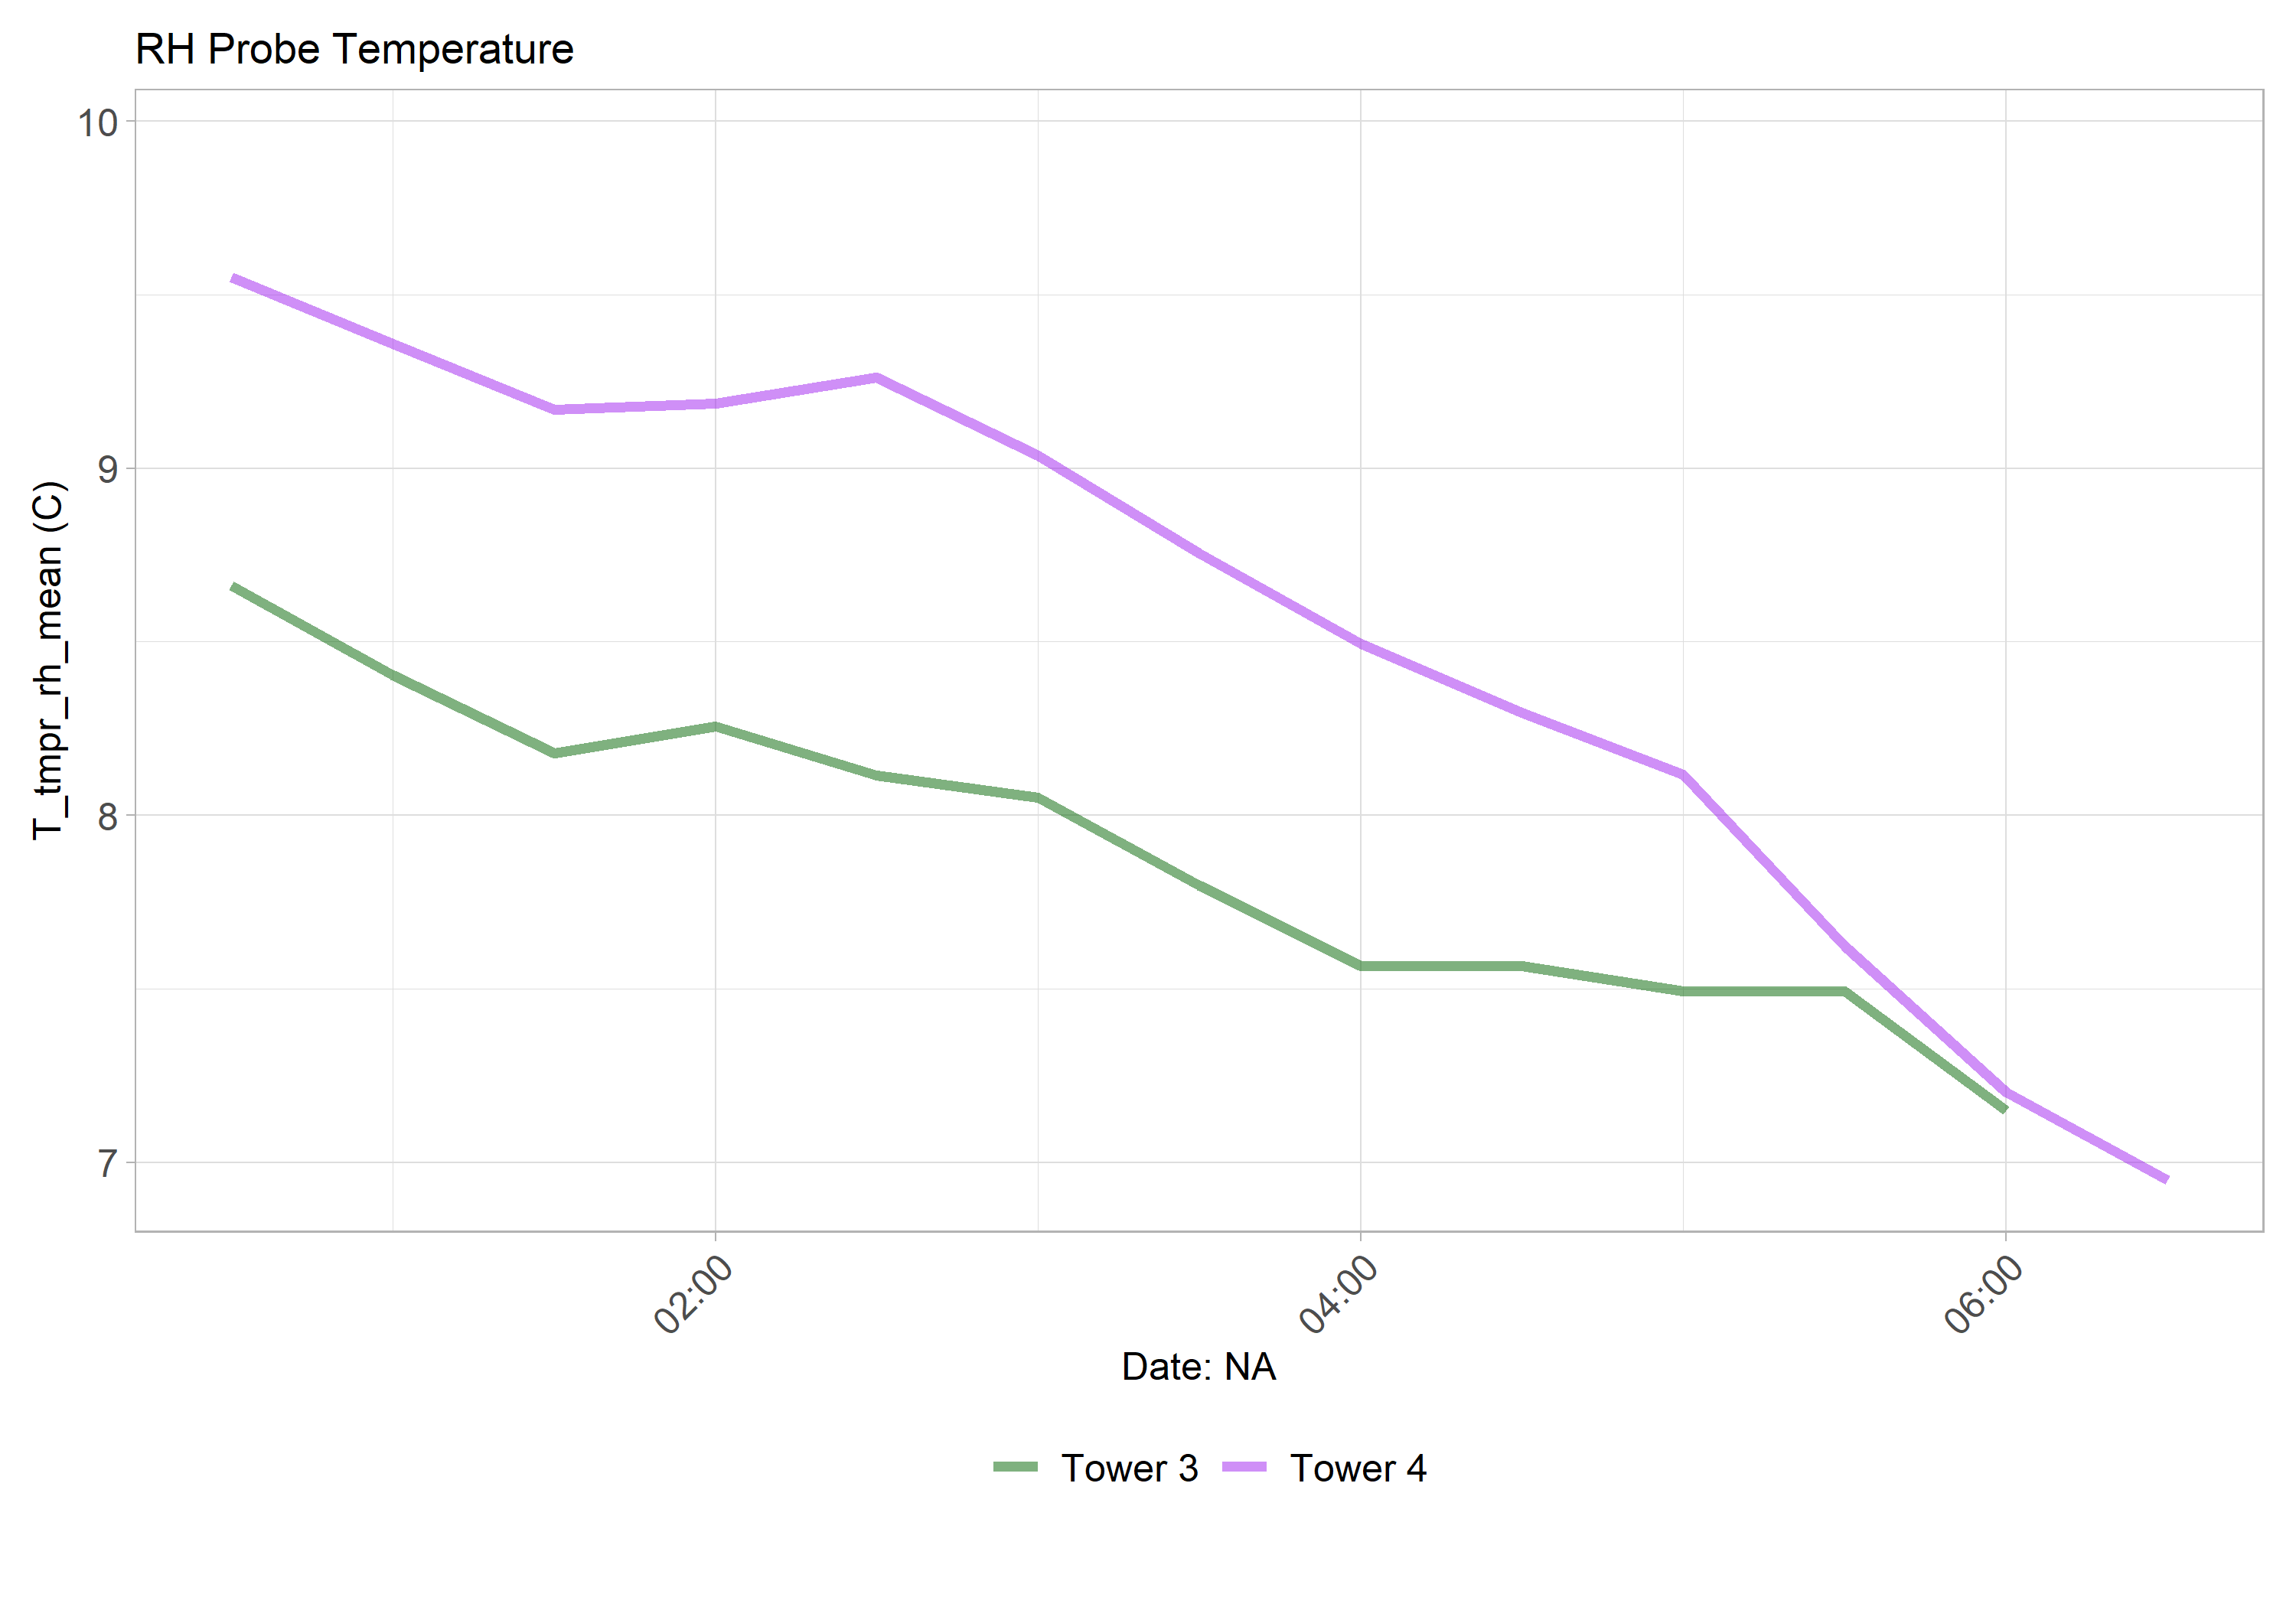 RH Probe Temperature
T_tmpr_rh_mean (C)
10
9
8
7
02:00
04:00
06:00
Date: NA
Tower 3
Tower 4